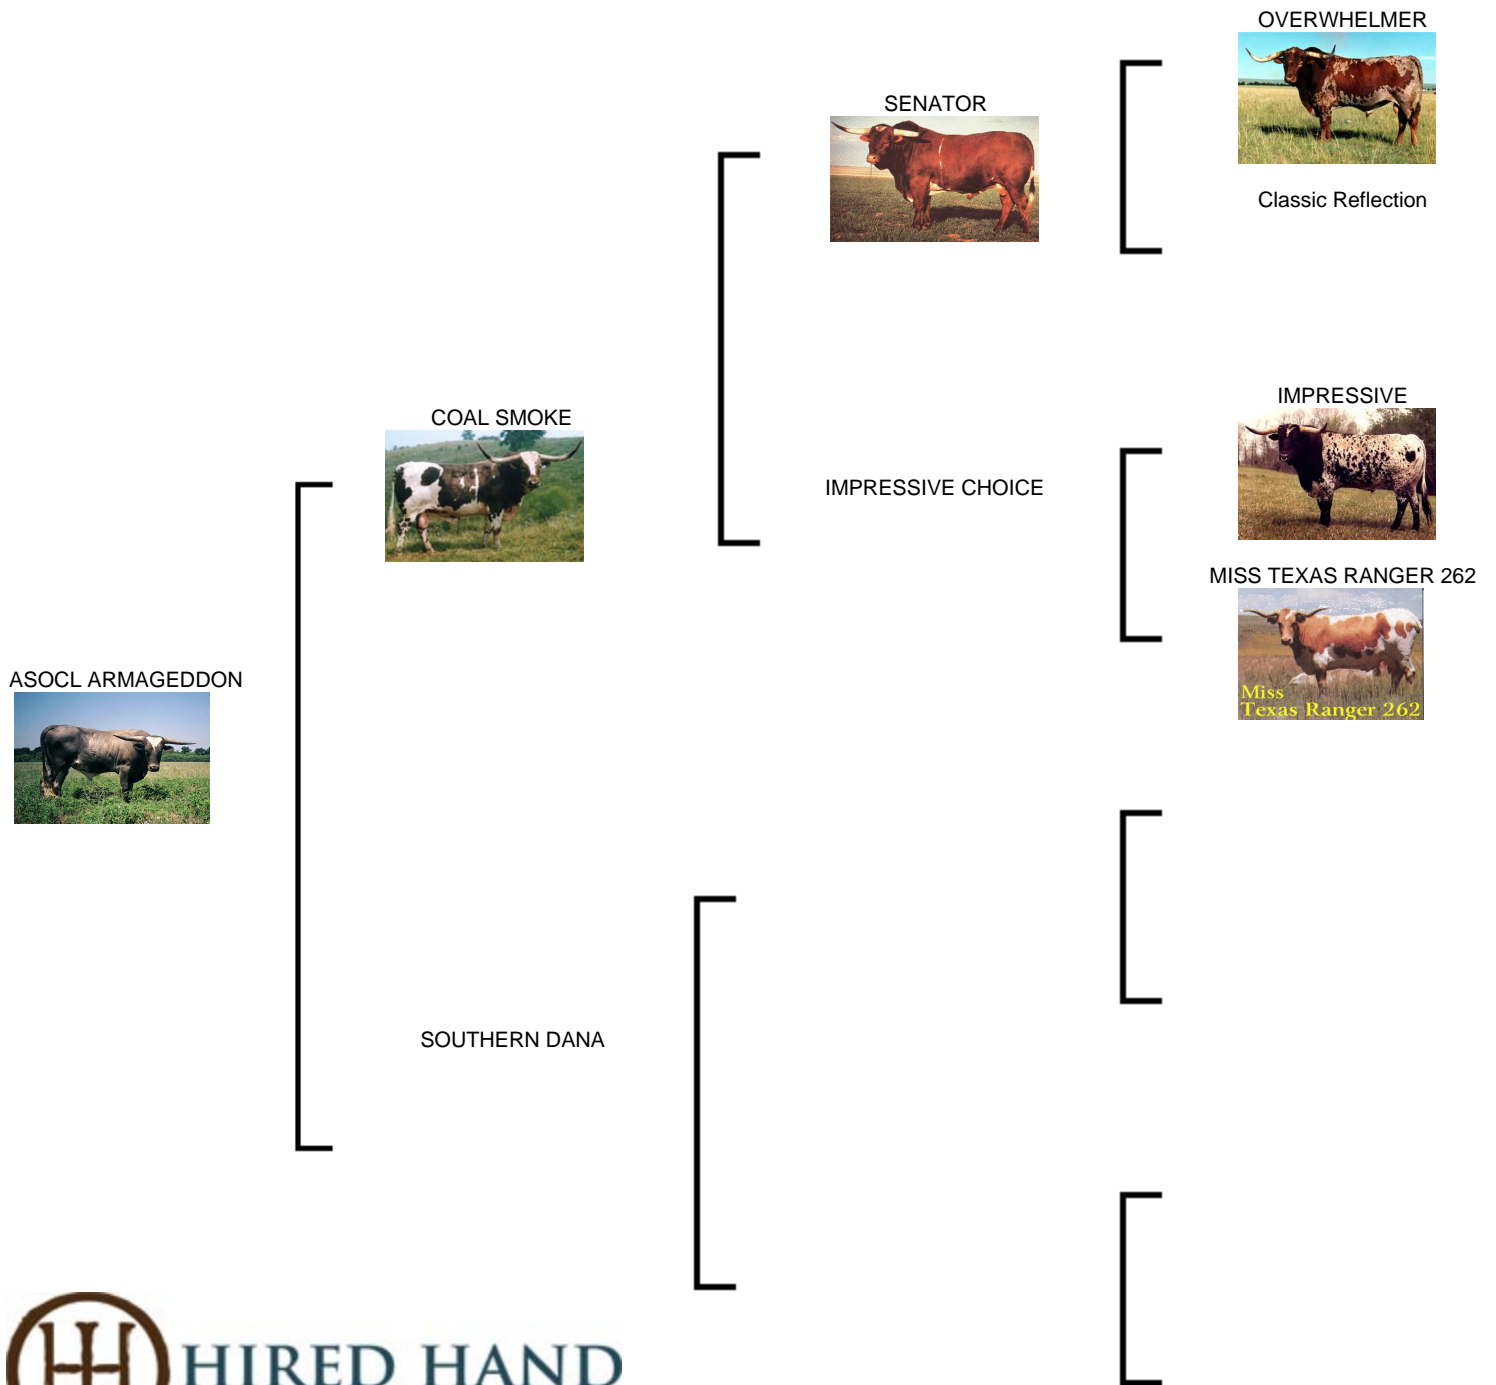 OVERWHELMER
SENATOR
Classic Reflection
IMPRESSIVE
COAL SMOKE
IMPRESSIVE CHOICE
MISS TEXAS RANGER 262
Miss
Texas Ranger 262
ASOCL ARMAGEDDON
SOUTHERN DANA
HIRED HAND